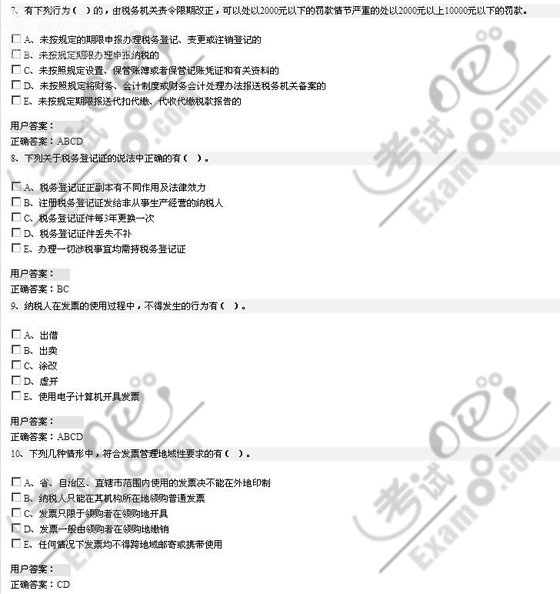 7、有下列行为（ ）的，由税务机关责令限期改正，可以处以2000元以下的罚款情节严重的处以2000元以上10000元以下的罚款。
A、未按规定的期限申报办理税务登记、变更或注销登记的
B、未按规定期限办理申报纳税的
C、未按照规定设置、保管账簿或者保管记账凭证和有关资料的
D、未按照规定将财务、会计制度或财务会计处理办法报送税务机关备案的
E、未按规定期限报送代扣代缴、代收代缴税款报告的
用户答案：
正确答案：ABCD
8、下列关于税务登记证的说法中正确的有（ ）。
A、税务登记证正副本有不同作用及法律效力
B、注册税务登记证发给非从事生产经营的纳税人
C、税务登记证件每3年更换一次
D、税务登记证件丢失不补
E、办理一切涉税事宜均需持税务登记证
用户答案：
正确答案：BC
9、纳税人在发票的使用过程中，不得发生的行为有（ ）。
A、出借
B、出卖
C、涂改
D、虚开
E、使用电子计算机开具发票
用户答案：
正确答案：ABCD
10、下列几种情形中，符合发票管理地域性要求的有（ ）。
A、省、自治区、直辖市范围内使用的发票决不能在外地印制
B、纳税人只能在其机构所在地领购普通发票
C、发票只限于领购者在领购地开具
D、发票一般由领购者在领购地缴销
E、任何情况下发票均不得跨地域邮寄或携带使用
用户答案：
正确答案：CD
考试吧
Exam8.com
考试吧
Exam8.com
考试吧
Exam8.com
考试吧
Exam8.com